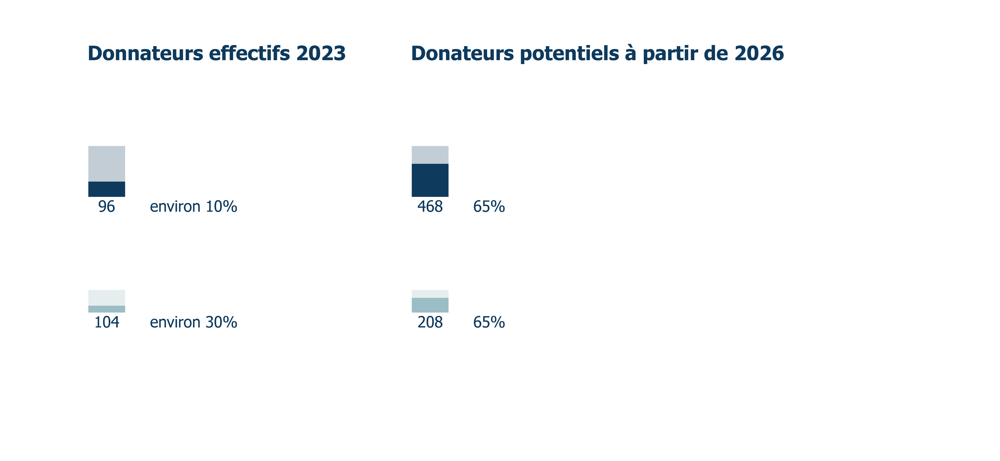 Donnateurs effectifs 2023
Donateurs potentiels à partir de 2026
96 environ 10%
468 65%
104 environ 30%
208 65%